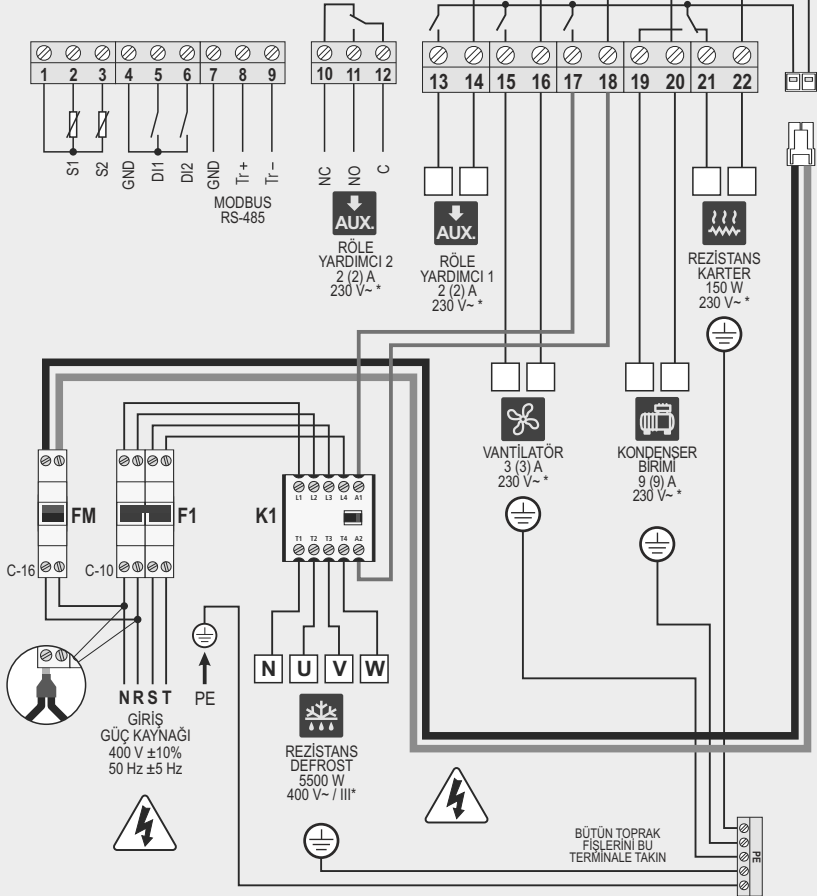 1 2 3 4 5 6 7 8 9
10 11 12
13 14 15 16 17 18 19 20 21 22
S1
S2
GND
DI1
DI2
GND
Tr +
Tr –
MODBUS
RS-485
NC
NO
C
AUX.
RÖLE
YARDIMCI 2
2 (2) A
230 V~ *
AUX.
RÖLE
YARDIMCI 1
2 (2) A
230 V~ *
REZİSTANS
KARTER
150 W
230 V~ *
VANTİLATÖR
3 (3) A
230 V~ *
KONDENSER
BİRİMİ
9 (9) A
230 V~ *
FM
C-16
F1
C-10
K1
L1 L2 L3 L4 A1
T1 T2 T3 T4 A2
N U V W
REZİSTANS
DEFROST
5500 W
400 V~ / III*
N R S T
GİRİŞ
GÜÇ KAYNAĞI
400 V ±10%
50 Hz ±5 Hz
PE
BÜTÜN TOPRAK
FİŞLERİNİ BU
TERMİNALE TAKIN
PE